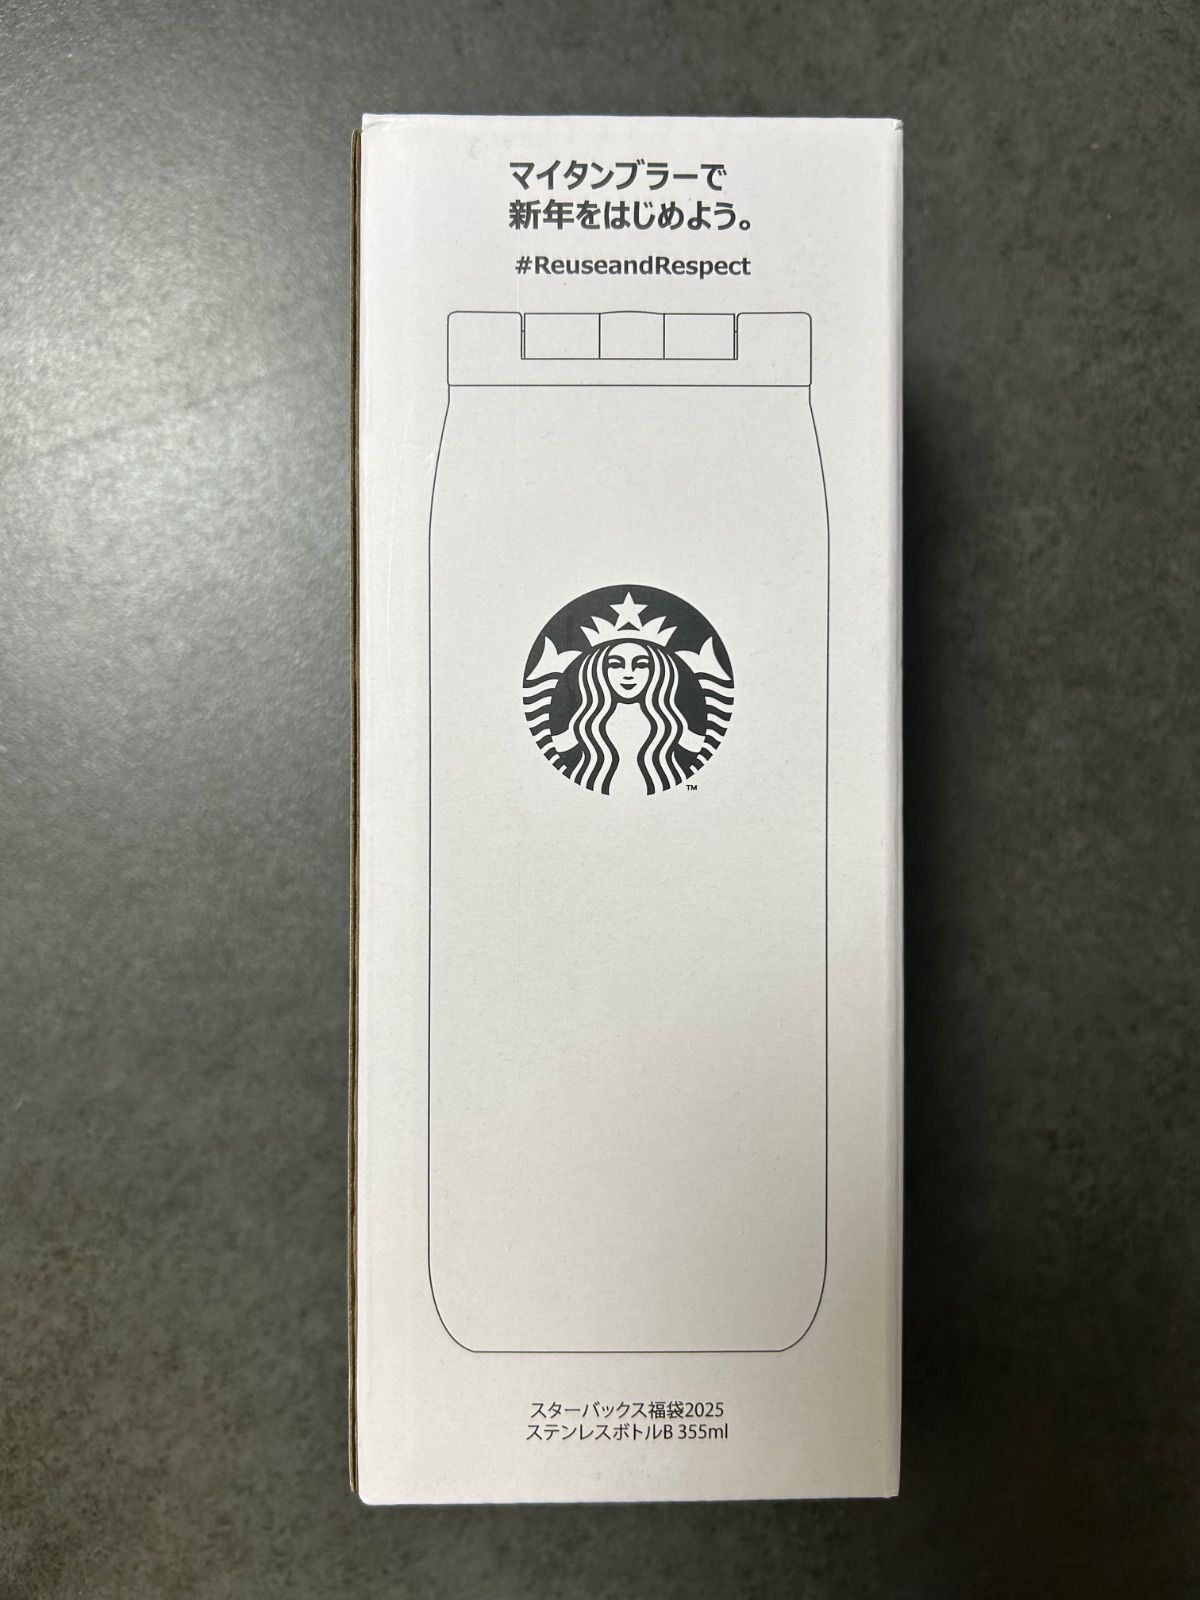 マイタンブラーで
新年をはじめよう。
#ReuseandRespect
TM
スターバックス福袋2025
ステンレスボトルB 355ml